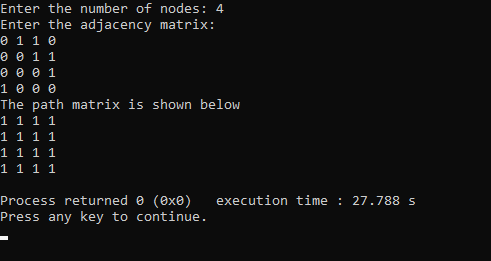 Enter the number of nodes: 4
Enter the adjacency matrix:
0 1 1 0
0 0 1 1
0 0 0 1
1 0 0 0
The path matrix is shown below
1 1 1 1
1 1 1 1
1 1 1 1
1 1 1 1
Process returned 0 (0x0)   execution time : 27.788 s
Press any key to continue.